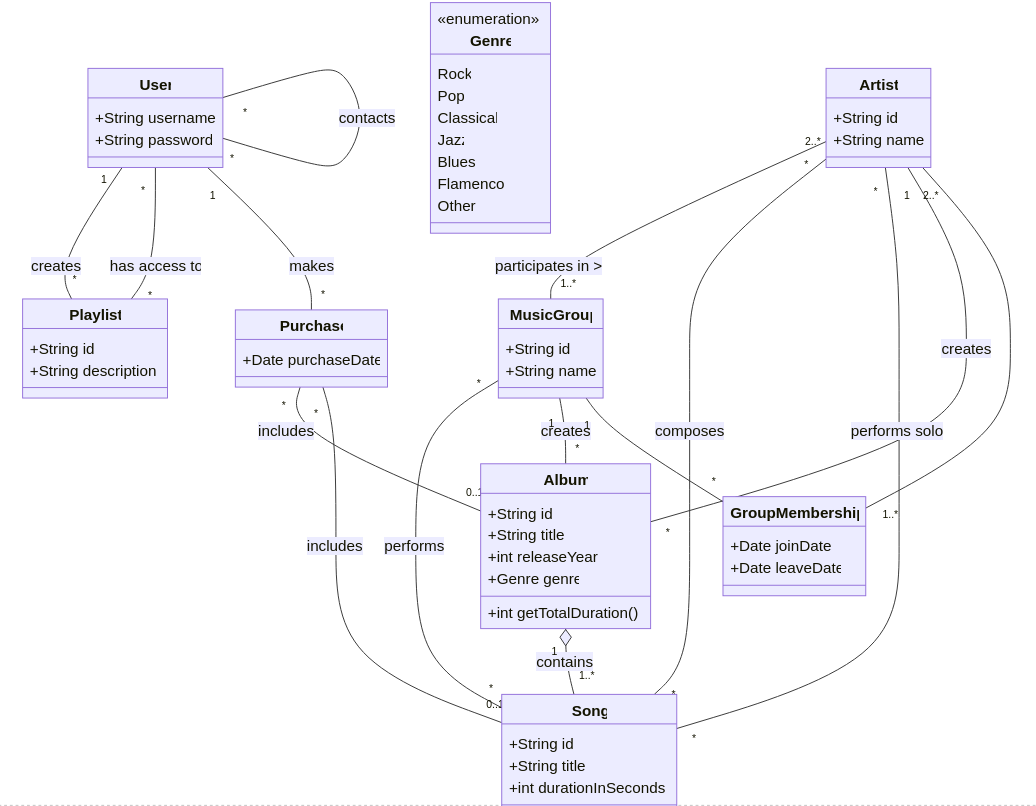 «enumeration»
Genre
Rock
Pop
Classical
Jazz
Blues
Flamenco
Other
User
+String username
+String password
*
contacts
*
Artist
+String id
+String name
2..*
*
1
*
1
*
1
2..*
creates
*
has access to
*
makes
*
participates in >
1..*
Playlist
+String id
+String description
Purchase
+Date purchaseDate
MusicGroup
+String id
+String name
creates
*
*
*
includes
1
creates
1
*
composes
performs solo
0..1
*
Album
+String id
+String title
+int releaseYear
+Genre genre
+int getTotalDuration()
*
GroupMembership
+Date joinDate
+Date leaveDate
1..*
includes
performs
1
contains
1..*
*
0..1
*
Song
+String id
+String title
+int durationInSeconds
*